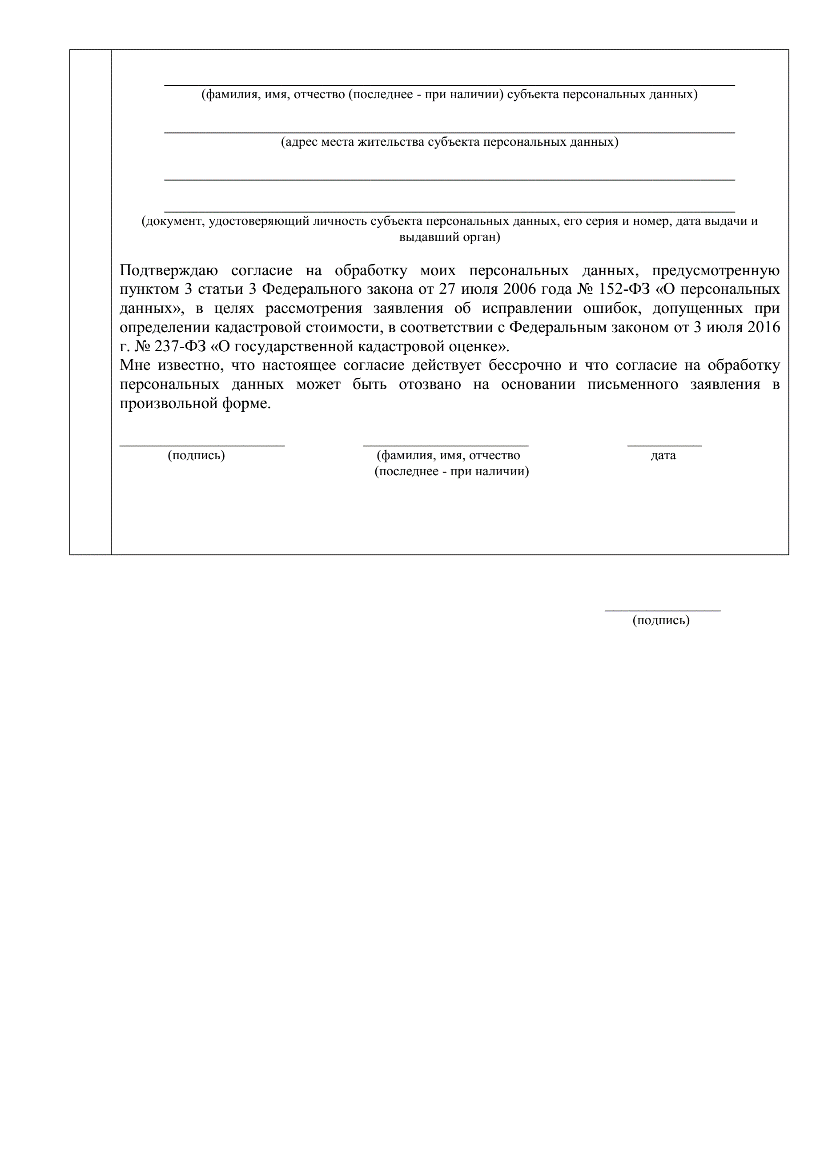 (фамилия, имя, отчество (последнее - при наличии) субъекта персональных данных)
(адрес места жительства субъекта персональных данных)
(документ, удостоверяющий личность субъекта персональных данных, его серия и номер, дата выдачи и
выдавший орган)
Подтверждаю согласие на обработку моих персональных данных, предусмотренную
пунктом 3 статьи 3 Федерального закона от 27 июля 2006 года № 152-ФЗ «О персональных
данных», в целях рассмотрения заявления об исправлении ошибок, допущенных при
определении кадастровой стоимости, в соответствии с Федеральным законом от 3 июля 2016
г. № 237-ФЗ «О государственной кадастровой оценке».
Мне известно, что настоящее согласие действует бессрочно и что согласие на обработку
персональных данных может быть отозвано на основании письменного заявления в
произвольной форме.
(подпись) (фамилия, имя, отчество дата
(последнее - при наличии)
(подпись)